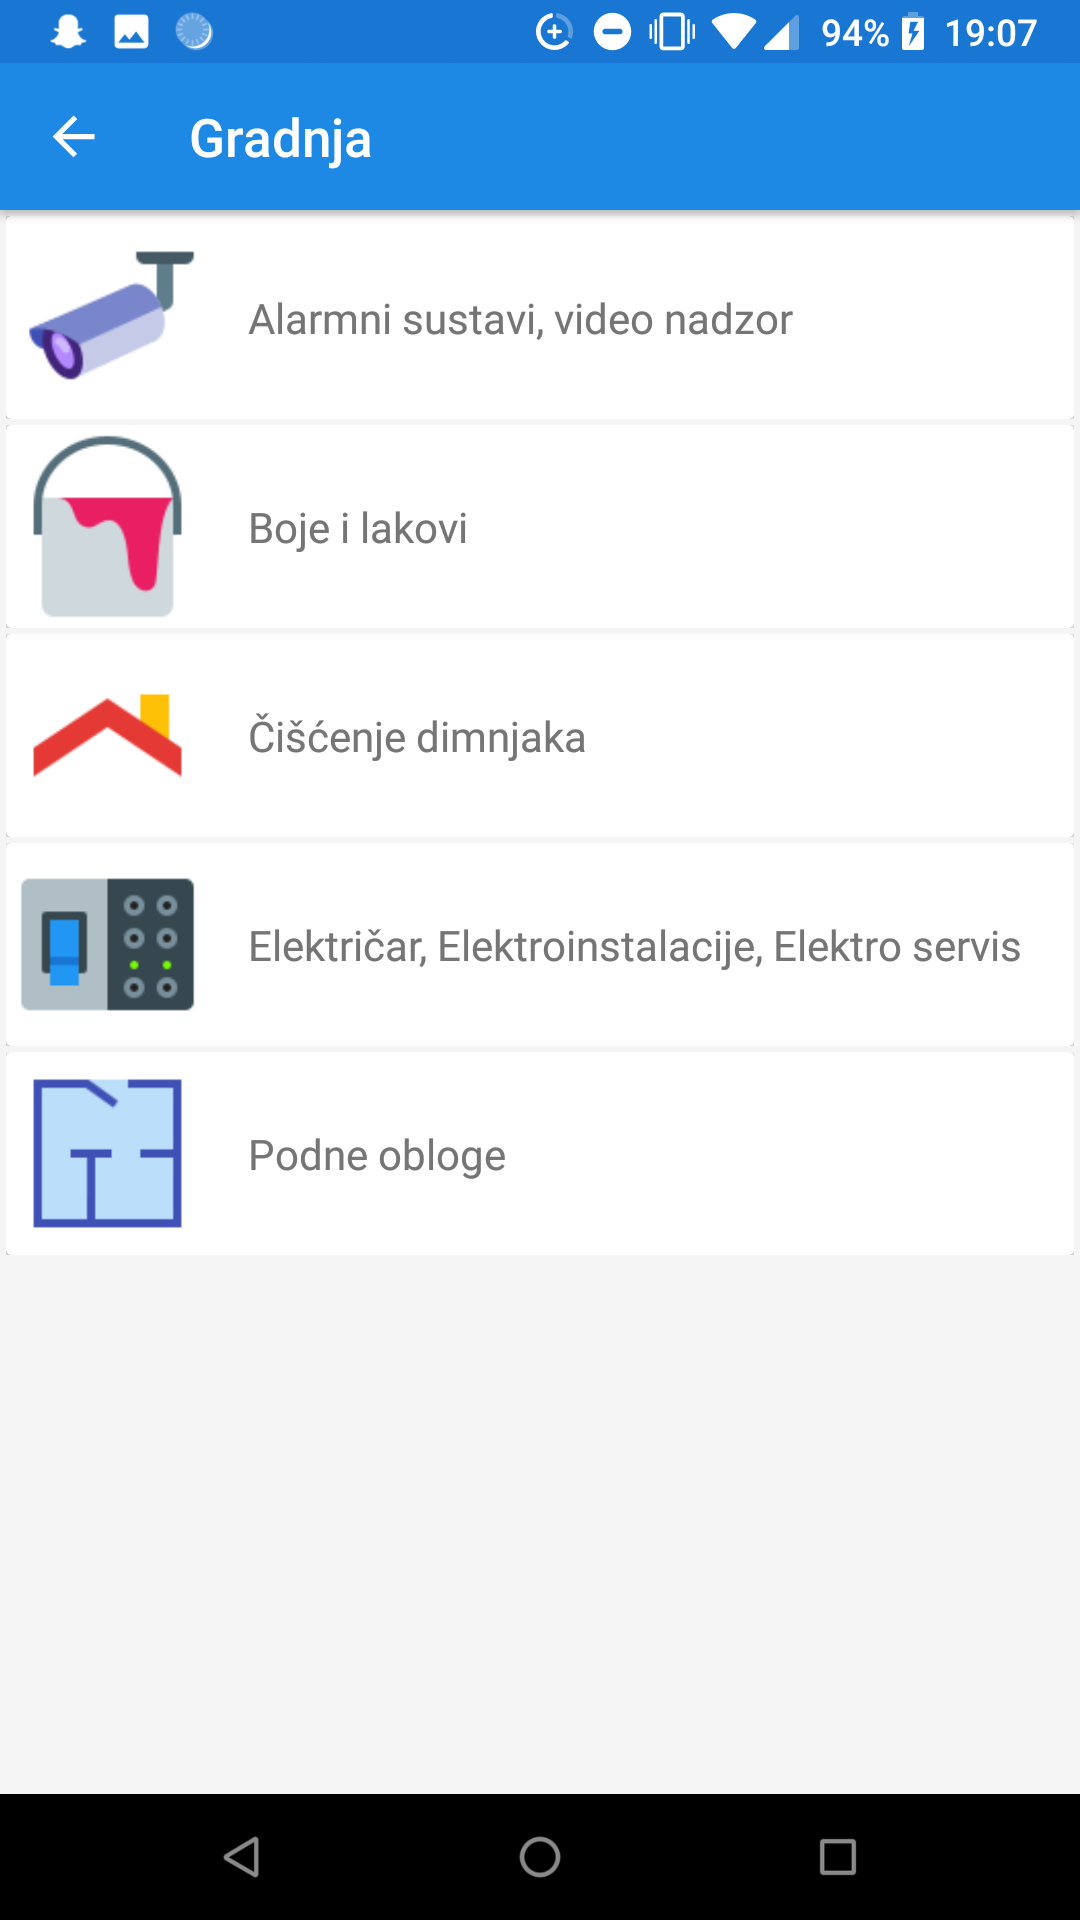 94% 19:07
Gradnja
Alarmni sustavi, video nadzor
Boje i lakovi
Čišćenje dimnjaka
Električar, Elektroinstalacije, Elektro servis
Podne obloge